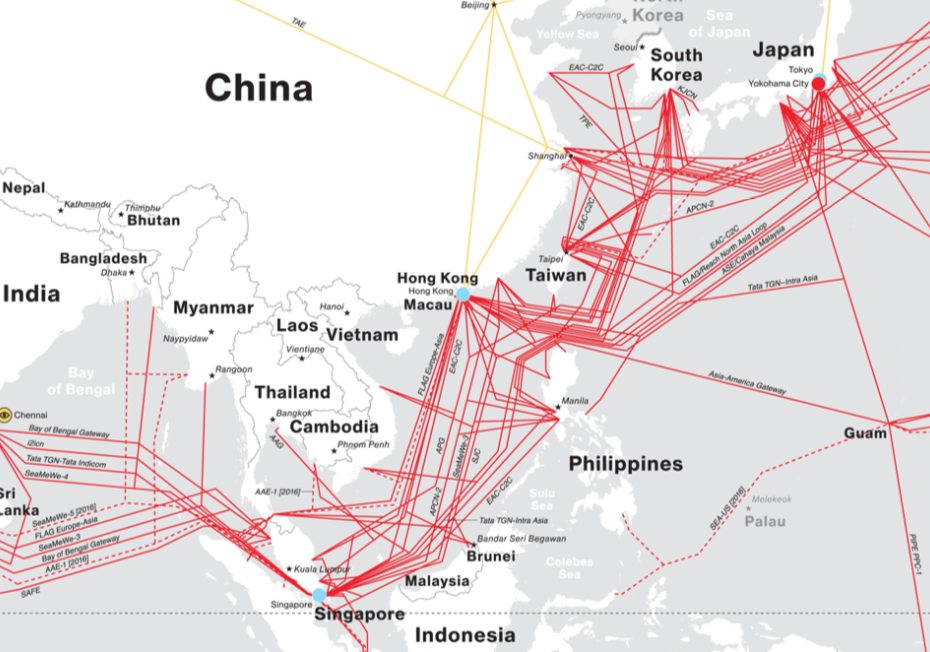 North
Korea
Beijing
Pyongyang
Sea
of Japan
TAE
Yellow Sea
Seoul
South
Korea
Japan
Tokyo
Yokohama City
China
EAC-C2C
KJCN
TPE
Shanghai
Nepal
Kathmandu
Thimphu
Bhutan
APCN-2
EAC-C2C
EAC-C2C
FLAG/Reach North Asia Loop
ASE/Cahaya Malaysia
Bangladesh
Dhaka
Taipei
Taiwan
Hong Kong
Hong Kong
Macau
Tata TGN–Intra Asia
India
Myanmar
Hanoi
Laos
Vietnam
Naypyidaw
Vientiane
FLAG Europe-Asia
EAC-C2C
Rangoon
Bay
of Bengal
Asia-America Gateway
Thailand
Manila
Chennai
Bangkok
Cambodia
Phnom Penh
AAG
Guam
Bay of Bengal Gateway
i2icn
Tata TGN-Tata Indicom
SeaMeWe-4
APG
SeaMeWe-3
SJC
Philippines
Sri
Lanka
AAE-1 [2016]
APCN-2
EAC-C2C
Sulu
Sea
SEA-US [2016]
Melekeok
Palau
SeaMeWe-5 [2016]
FLAG Europe-Asia
SeaMeWe-3
Bay of Bengal Gateway
AAE-1 [2016]
SAFE
Tata TGN-Intra Asia
Bandar Seri Begawan
Brunei
Celebes
Sea
PIPE PPC-1
Kuala Lumpur
Malaysia
Singapore
Singapore
Indonesia